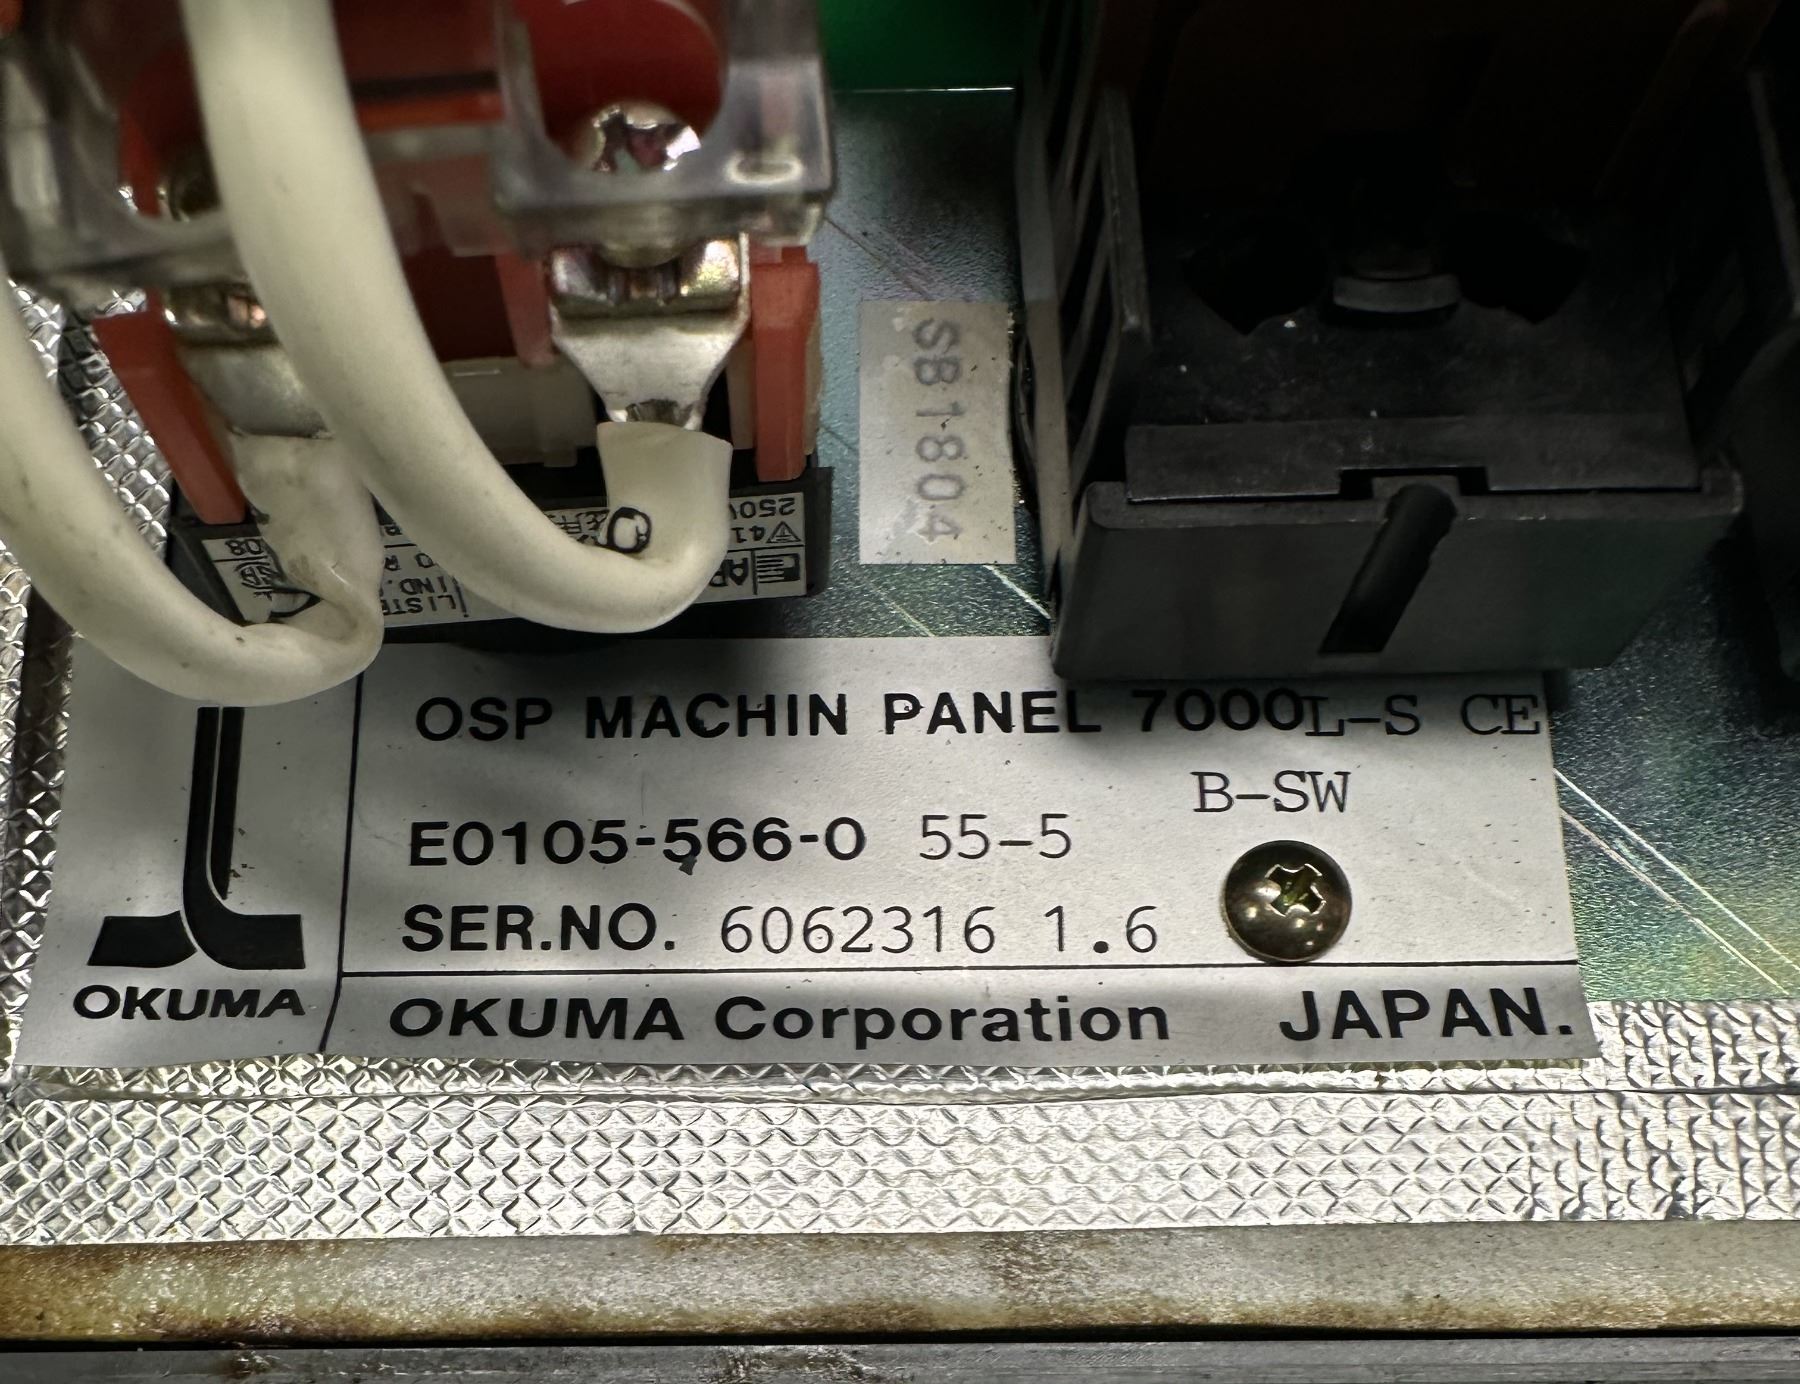 SB1804
250V
OSP MACHIN PANEL 7000L-S CE
B-SW
E0105-566-0 55-5
SER.NO. 6062316 1.6
OKUMA
OKUMA Corporation JAPAN.